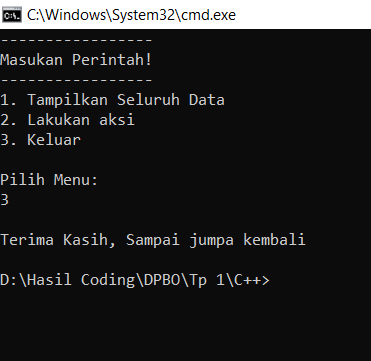 C:\Windows\System32\cmd.exe
-----------------
Masukan Perintah!
-----------------
1. Tampilkan Seluruh Data
2. Lakukan aksi
3. Keluar
Pilih Menu:
3
Terima Kasih, Sampai jumpa kembali
D:\Hasil Coding\DPBO\Tp 1\C++>